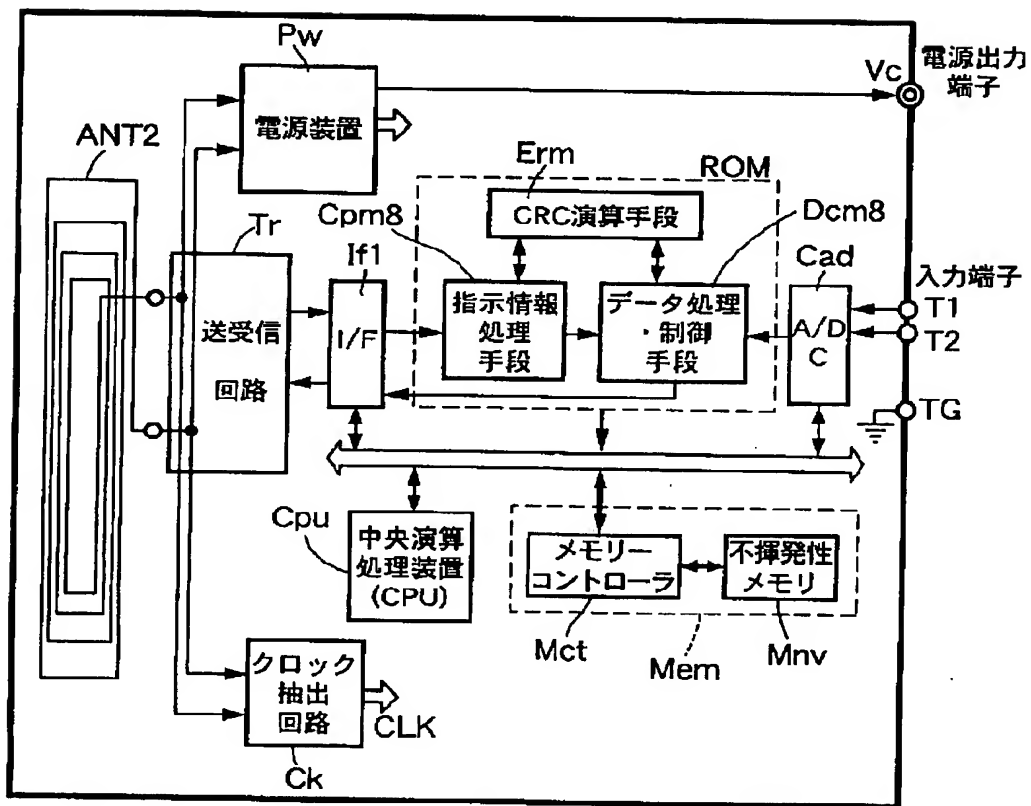 Pw
電源装置
Vc
電源出力
端子
ANT2
Tr
送受信
回路
If1
I/F
Cpm8
指示情報
処理
手段
Erm
CRC演算手段
ROM
Dcm8
データ処理
・制御
手段
Cad
A/D
C
入力端子
T1
T2
TG
Cpu
中央演算
処理装置
(CPU)
メモリー
コントローラ
不揮発性
メモリ
Mct
Mem
Mnv
クロック
抽出
回路
CLK
Ck